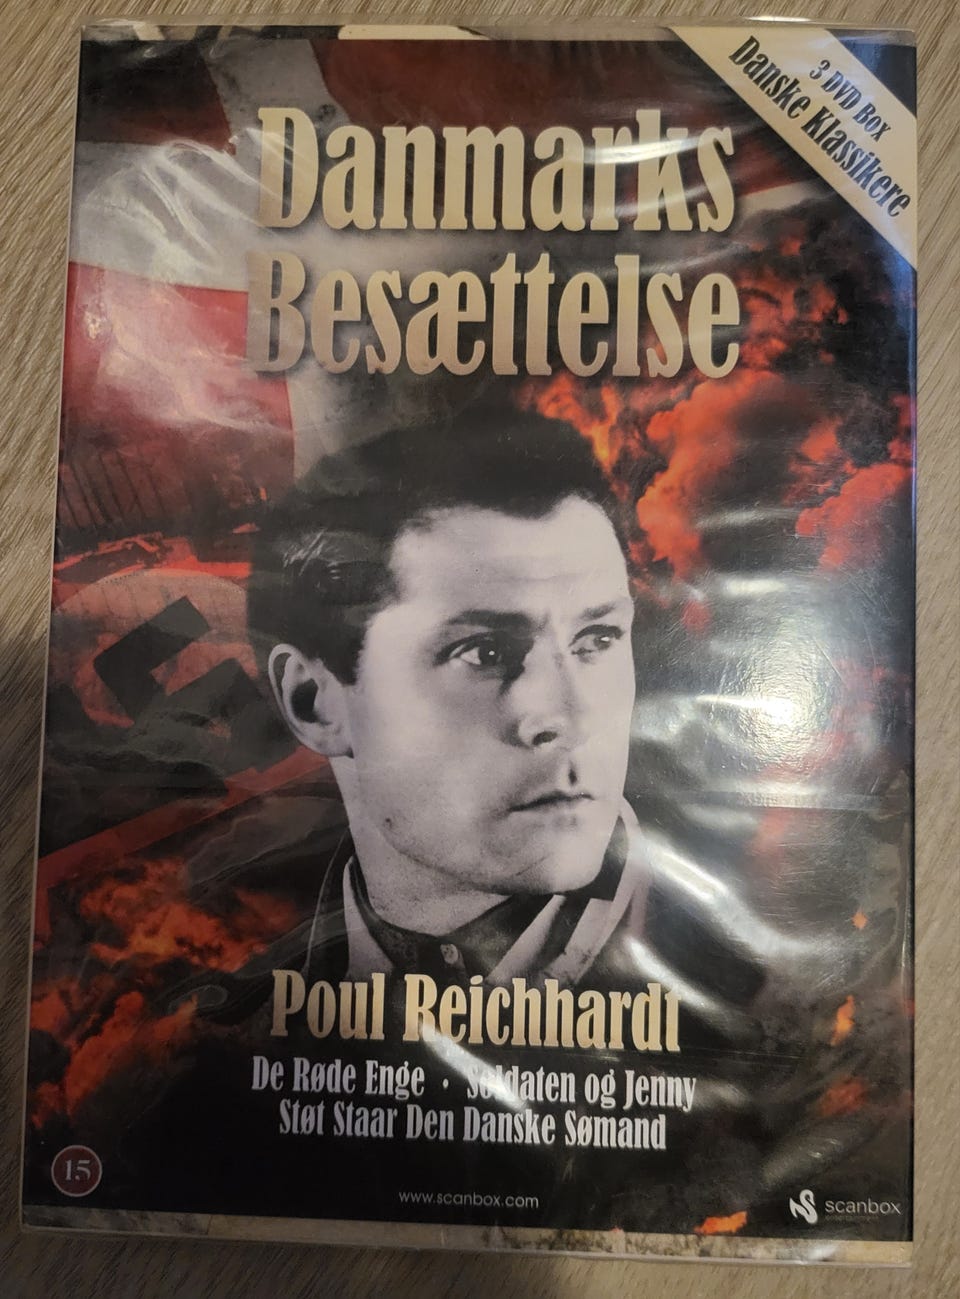 3 DVD Box
Danske Klassikere
Danmarks
Besættelse
Poul Reichhardt
De Røde Enge · Soldaten og Jenny
Støt Staar Den Danske Sømand
15
www.scanbox.com
scanbox
entertainment